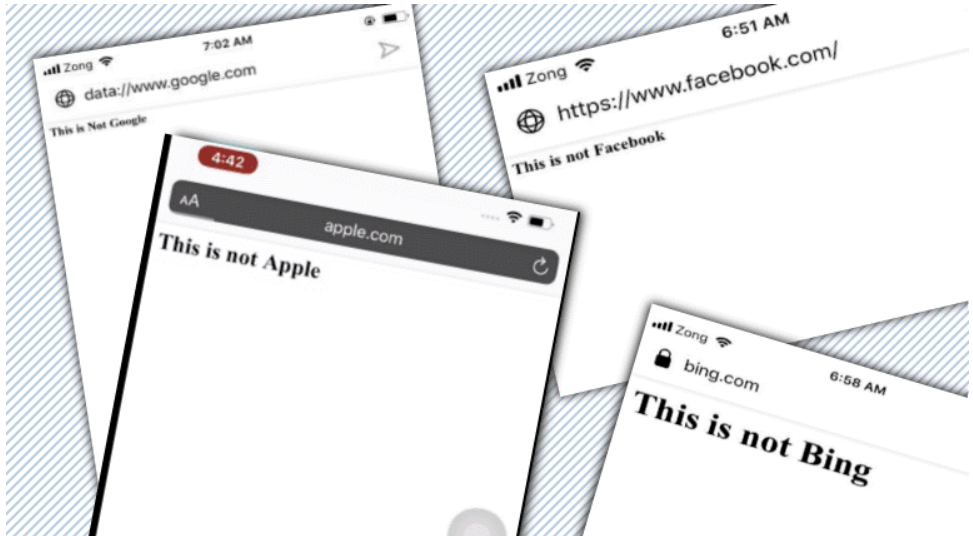 7:02 AM
Zong
data://www.google.com
This is Not Google
6:51 AM
Zong
https://www.facebook.com/
This is not Facebook
4:42
AA
apple.com
This is not Apple
Zong
6:58 AM
bing.com
This is not Bing